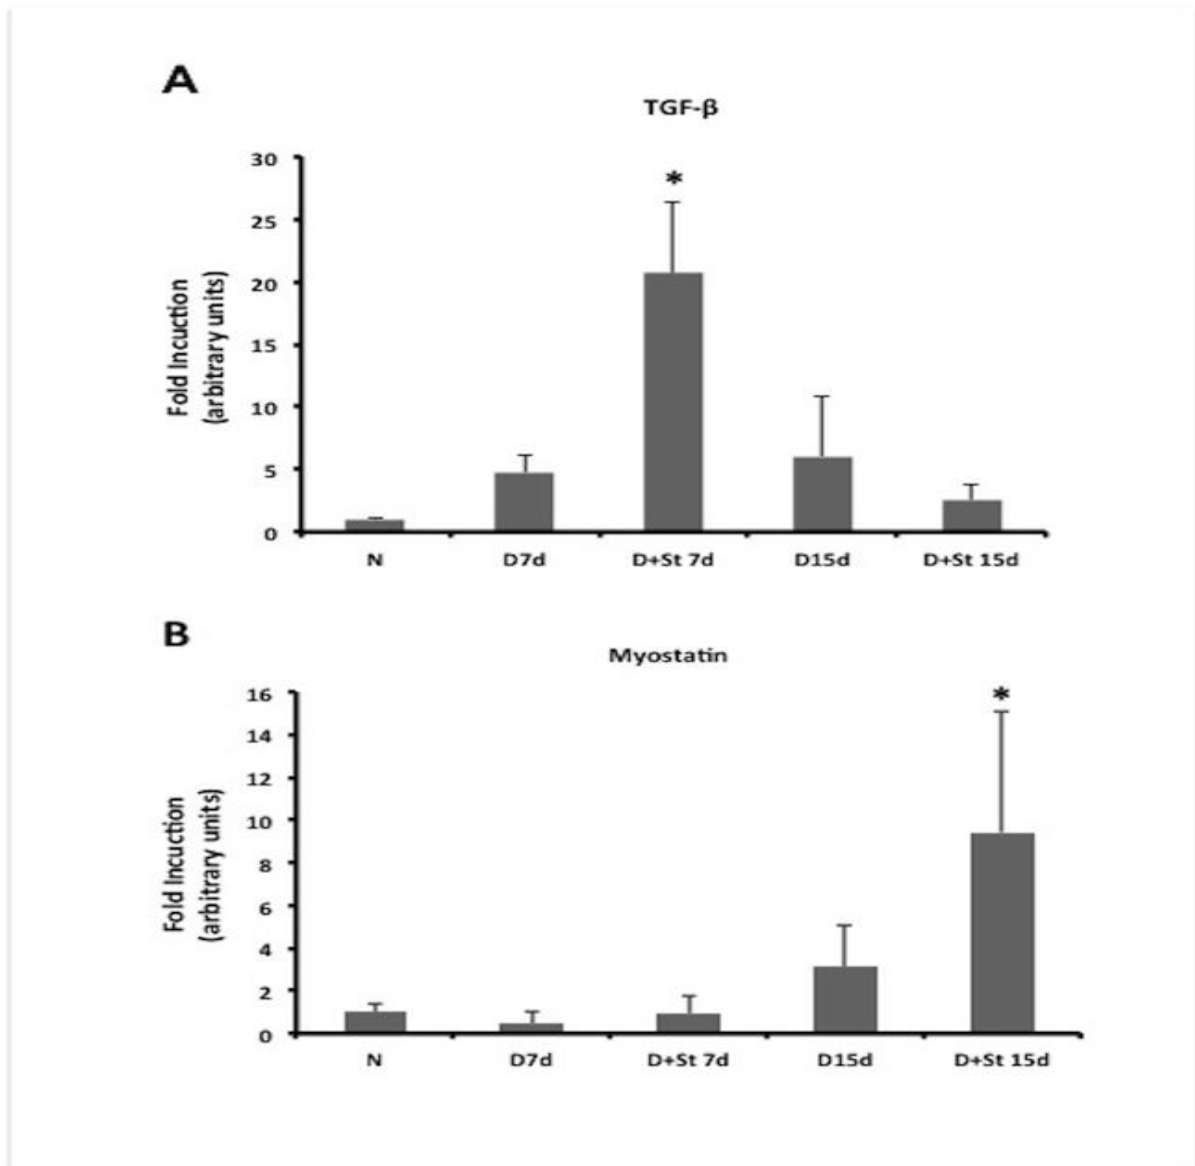 A
TGF-β
30
25
20
15
10
5
0
Fold Incuction
(arbitrary units)
*
N D7d D+St 7d D15d D+St 15d
B
Myostatin
16
14
12
10
8
6
4
2
0
Fold Incuction
(arbitrary units)
*
N D7d D+St 7d D15d D+St 15d